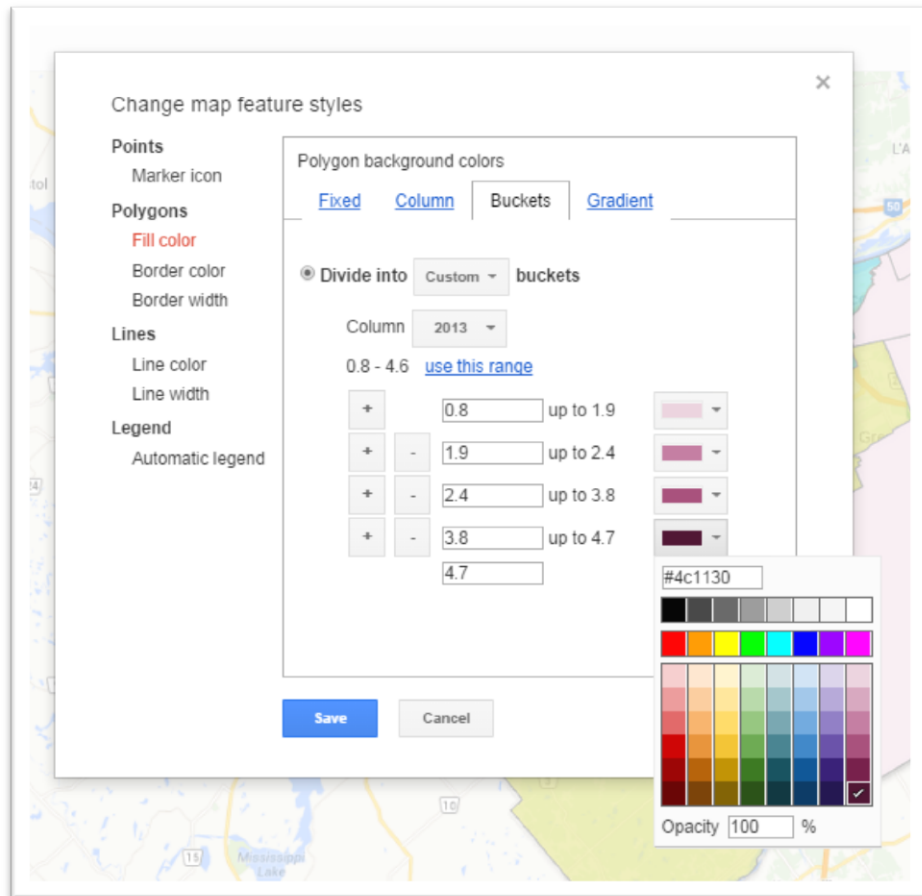 Change map feature styles
×
Points
Marker icon
Polygons
Fill color
Border color
Border width
Lines
Line color
Line width
Legend
Automatic legend
Polygon background colors
Fixed Column Buckets Gradient
Divide into Custom buckets
Column 2013
0.8 - 4.6 use this range
+ 0.8 up to 1.9
+ - 1.9 up to 2.4
+ - 2.4 up to 3.8
+ - 3.8 up to 4.7
4.7
#4c1130
Opacity 100 %
Save Cancel
tol
L'A
50
24
Gre
10
15
Mississippi
Lake